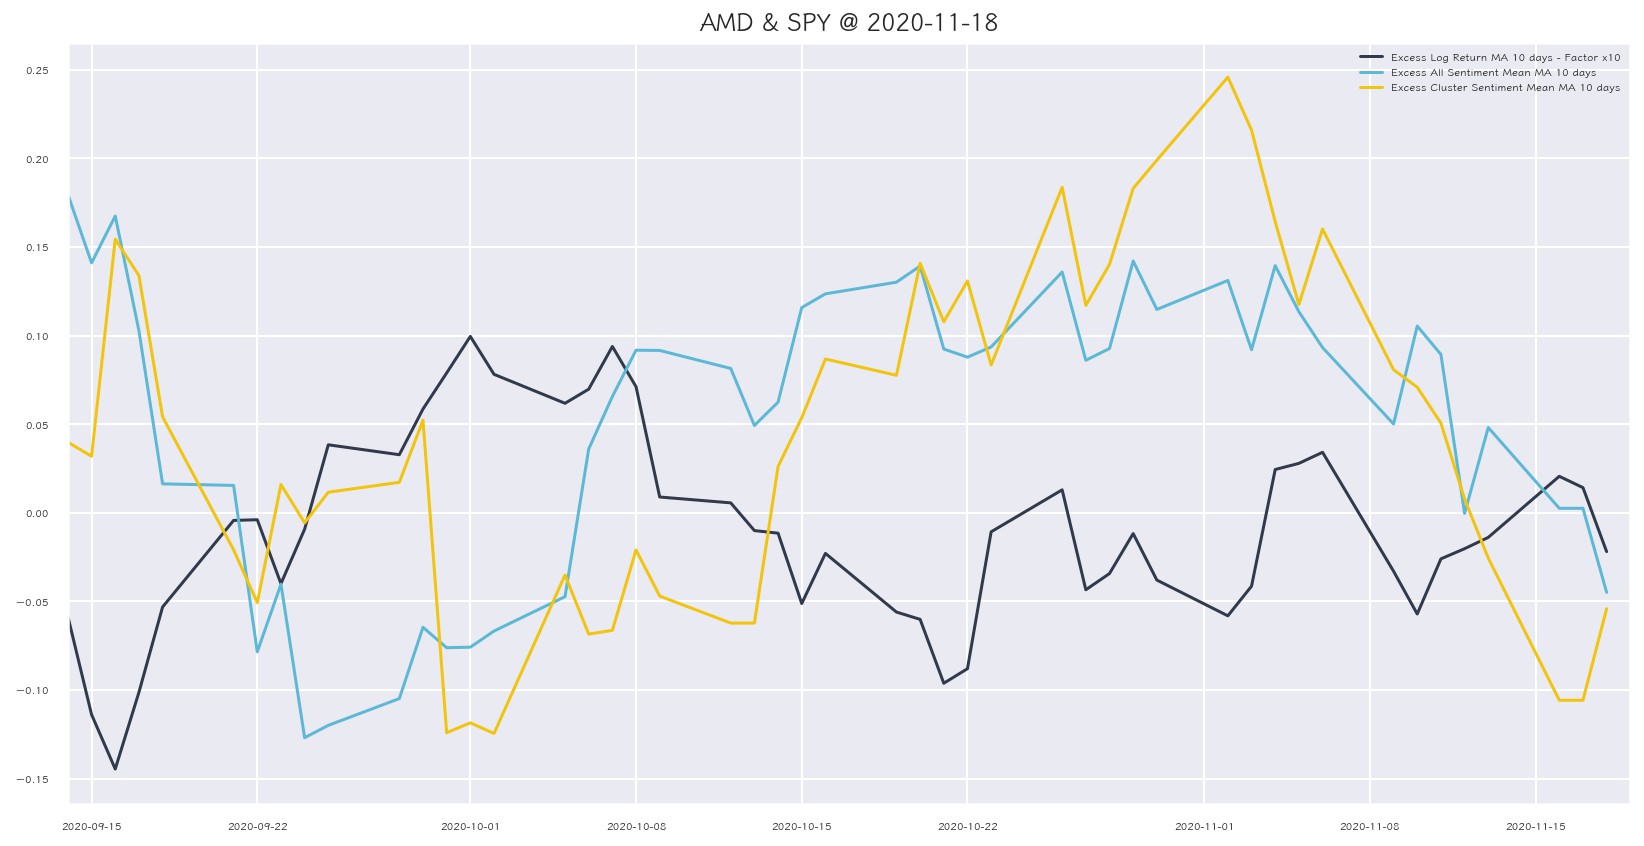 AMD & SPY @ 2020-11-18
Excess Log Return MA 10 days - Factor x10
Excess All Sentiment Mean MA 10 days
Excess Cluster Sentiment Mean MA 10 days
0.25
0.20
0.15
0.10
0.05
0.00
−0.05
−0.10
−0.15
2020-09-15 2020-09-22 2020-10-01 2020-10-08 2020-10-15 2020-10-22 2020-11-01 2020-11-08 2020-11-15